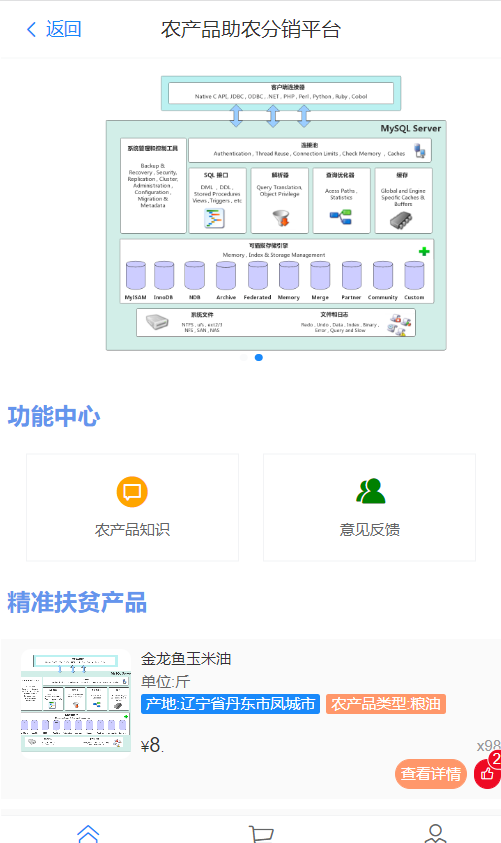 返回
农产品助农分销平台
客户端连接器
Native C API, JDBC, ODBC, .NET, PHP, Perl, Python, Ruby, Cobol
MySQL Server
系统管理和控制工具
Backup &
Recovery, Security,
Replication, Cluster,
Administration,
Configuration,
Migration &
Metadata
连接池
Authentication, Thread Reuse, Connection Limits, Check Memory, Caches
SQL 接口
DML, DDL,
Stored Procedures
Views, Triggers, etc
解析器
Query Translation,
Object Privilege
查询优化器
Acess Paths,
Statistics
缓存
Global and Engine
Specific Caches &
Buffers
可插拔存储引擎
Memory, Index & Storage Management
MyISAM InnoDB NDB Archive Federated Memory Merge Partner Community Custom
系统文件
NTFS, ufs, ext2/3
NFS, SAN, NAS
文件和日志
Redo, Undo, Data, Index, Binary,
Error, Query and Slow
功能中心
农产品知识
意见反馈
精准扶贫产品
金龙鱼玉米油
单位:斤
产地:辽宁省丹东市凤城市
农产品类型:粮油
¥8.
x98
查看详情
2